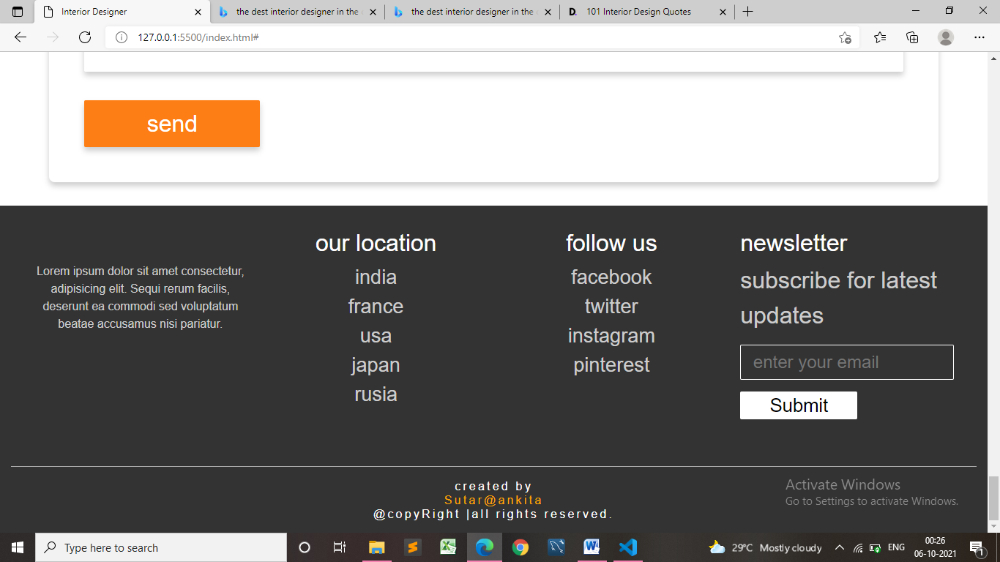 Interior Designer
the dest interior designer in the
the dest interior designer in the
D. 101 Interior Design Quotes
127.0.0.1:5500/index.html#
send
Lorem ipsum dolor sit amet consectetur,
adipisicing elit. Sequi rerum facilis,
deserunt ea commodi sed voluptatum
beatae accusamus nisi pariatur.
our location
india
france
usa
japan
rusia
follow us
facebook
twitter
instagram
pinterest
newsletter
subscribe for latest
updates
enter your email
Submit
created by
Sutar@ankita
@copyRight |all rights reserved.
Activate Windows
Go to Settings to activate Windows.
Type here to search
29°C Mostly cloudy
ENG
00:26
06-10-2021
1